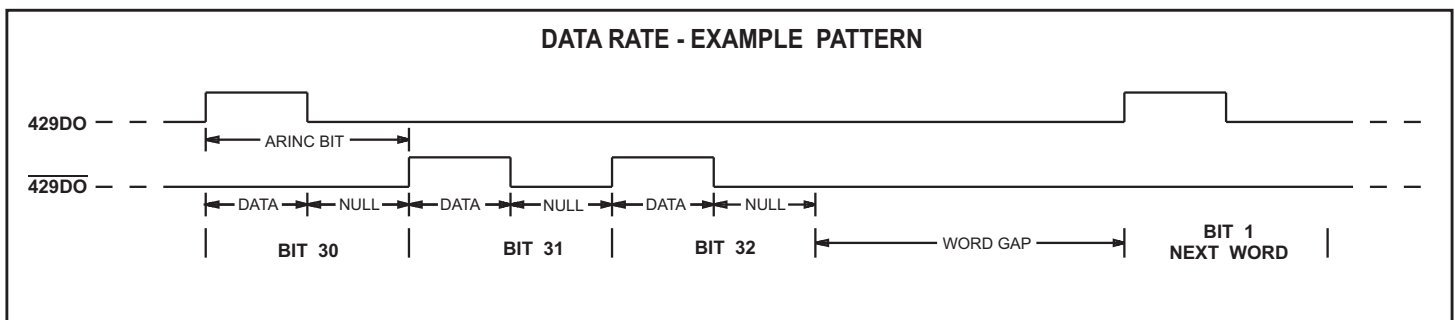 DATA RATE - EXAMPLE PATTERN
429DO
ARINC BIT
429DO
DATA NULL DATA NULL DATA NULL
BIT 30 BIT 31 BIT 32 WORD GAP BIT 1
NEXT WORD